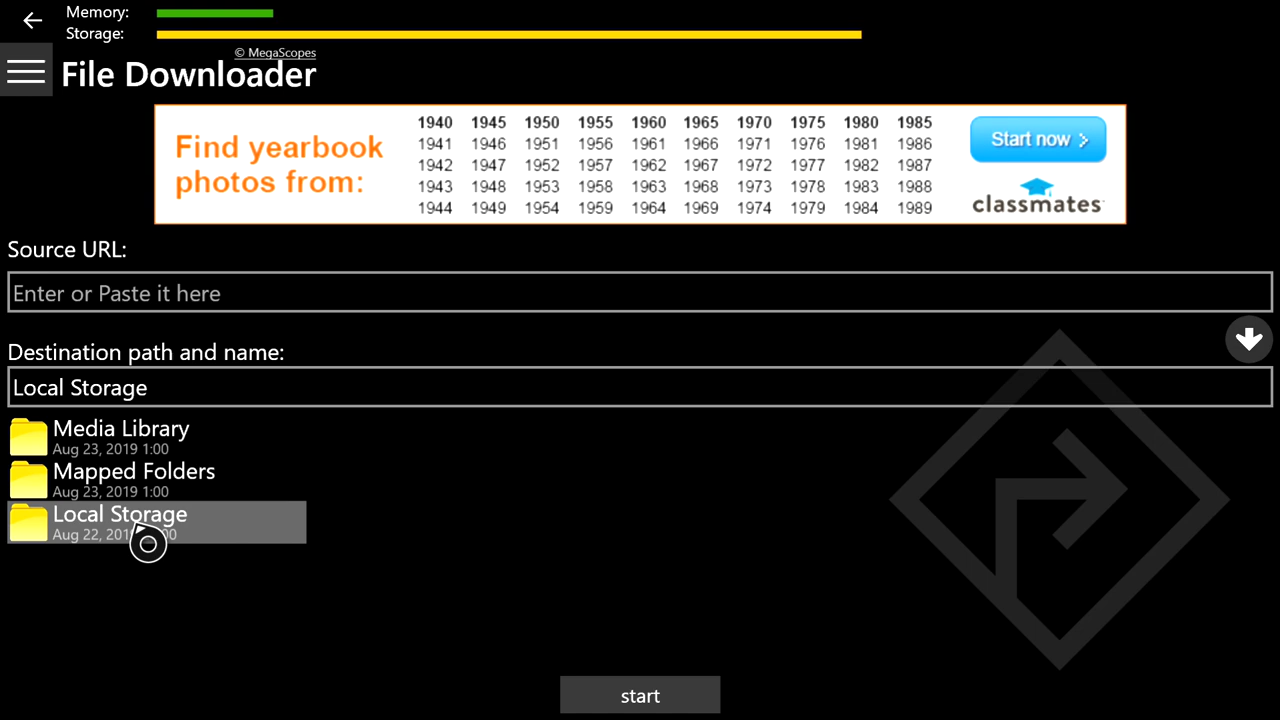 Memory:
Storage:
© MegaScopes
File Downloader
Find yearbook
photos from:
1940 1945 1950 1955 1960 1965 1970 1975 1980 1985
1941 1946 1951 1956 1961 1966 1971 1976 1981 1986
1942 1947 1952 1957 1962 1967 1972 1977 1982 1987
1943 1948 1953 1958 1963 1968 1973 1978 1983 1988
1944 1949 1954 1959 1964 1969 1974 1979 1984 1989
Start now >
classmates
Source URL:
Enter or Paste it here
Destination path and name:
Local Storage
Media Library
Aug 23, 2019 1:00
Mapped Folders
Aug 23, 2019 1:00
Local Storage
Aug 22,
start